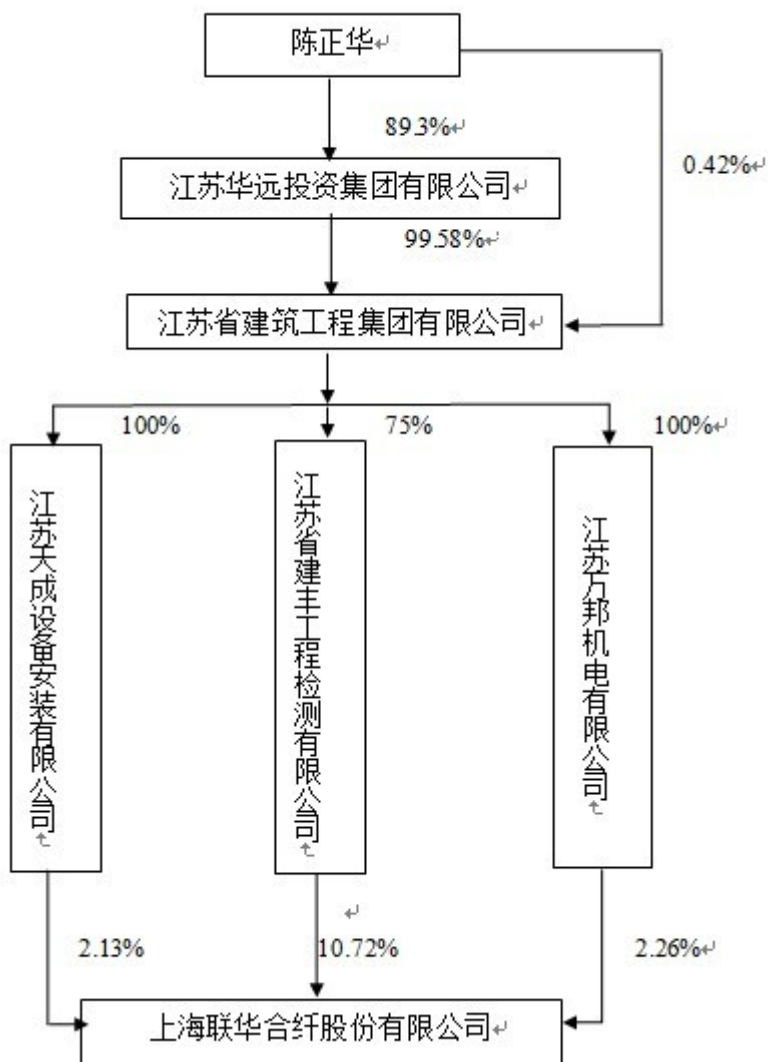 陈正华
89.3%
0.42%
江苏华远投资集团有限公司
99.58%
江苏省建筑工程集团有限公司
100%
75%
100%
江苏天成设备安装有限公司
江苏省建丰工程检测有限公司
江苏万邦机电有限公司
2.13%
10.72%
2.26%
上海联华合纤股份有限公司